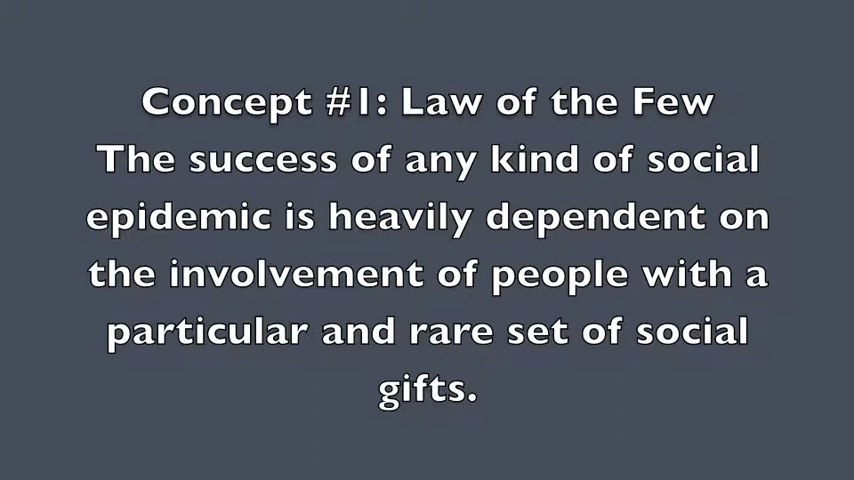 Concept #1: Law of the Few
The success of any kind of social
epidemic is heavily dependent on
the involvement of people with a
particular and rare set of social
gifts.